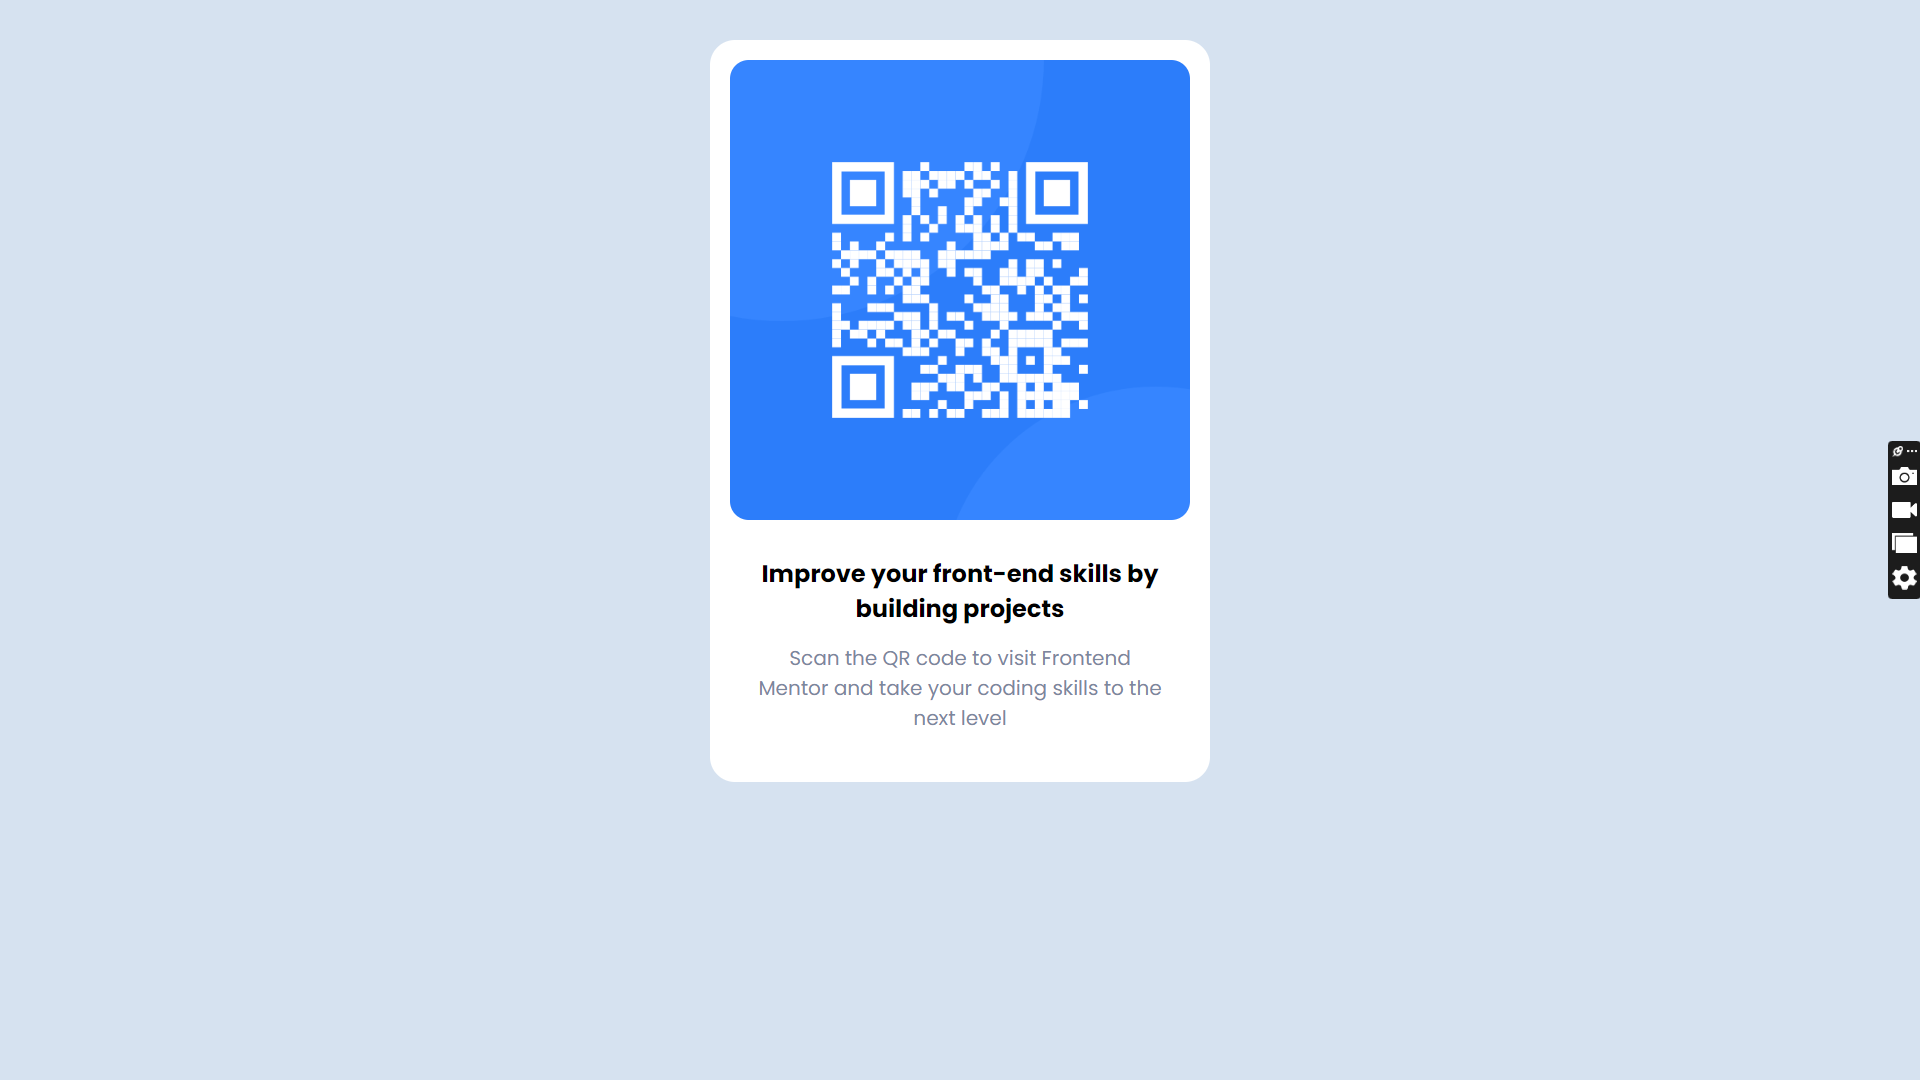 Improve your front-end skills by
building projects
Scan the QR code to visit Frontend
Mentor and take your coding skills to the
next level